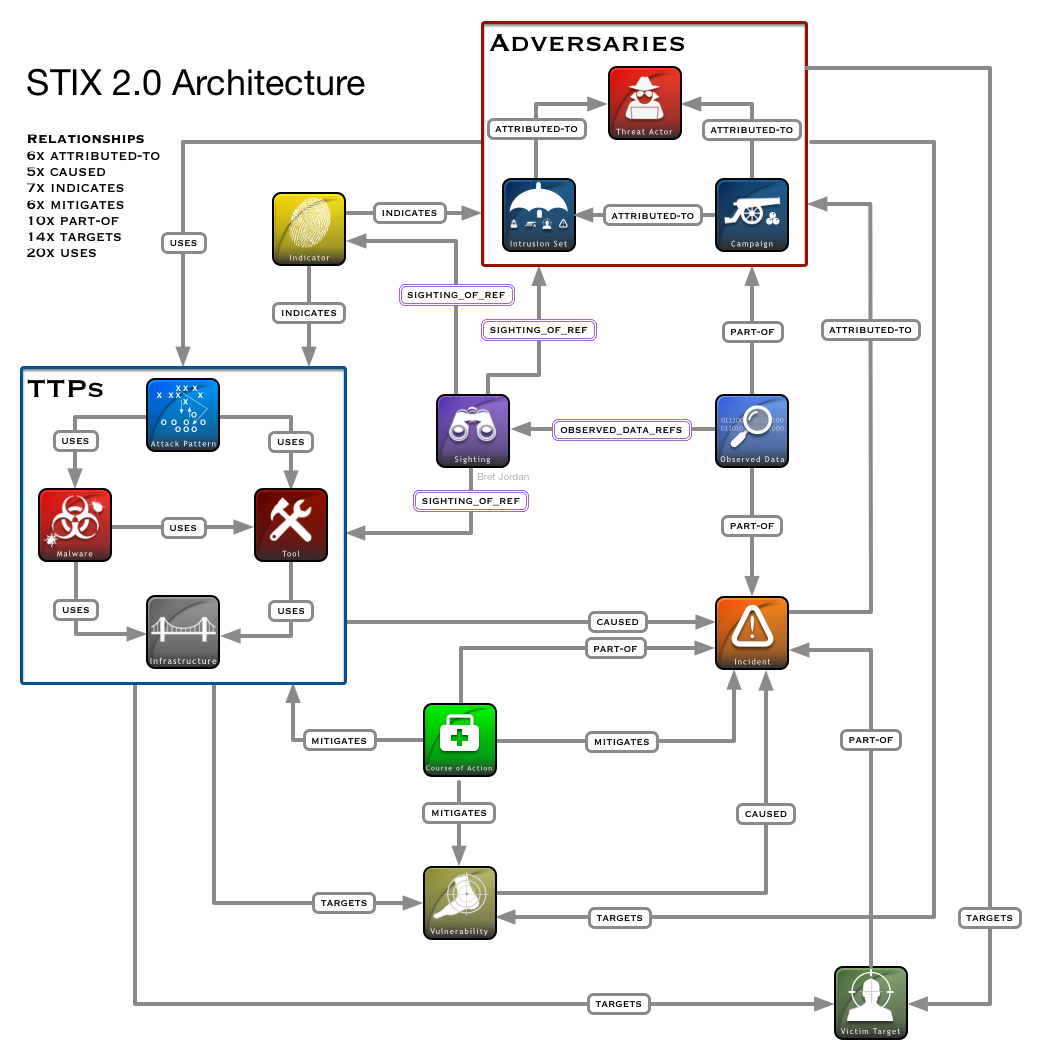 ADVERSARIES
STIX 2.0 Architecture
Threat Actor
ATTRIBUTED-TO
ATTRIBUTED-TO
RELATIONSHIPS
6X ATTRIBUTED-TO
5X CAUSED
7X INDICATES
6X MITIGATES
10X PART-OF
14X TARGETS
20X USES
INDICATES
ATTRIBUTED-TO
USES
Intrusion Set
Campaign
Indicator
SIGHTING_OF_REF
INDICATES
SIGHTING_OF_REF
PART-OF
ATTRIBUTED-TO
TTPs
X X X X
X X X
X
O
O O O O
O O O
011100
01101
000
Attack Pattern
USES
USES
OBSERVED_DATA_REFS
Sighting
Observed Data
Bret Jordan
SIGHTING_OF_REF
USES
PART-OF
Malware
Tool
USES
USES
CAUSED
PART-OF
Infrastructure
Incident
MITIGATES
MITIGATES
PART-OF
Course of Action
MITIGATES
CAUSED
TARGETS
TARGETS
TARGETS
Vulnerability
TARGETS
Victim Target